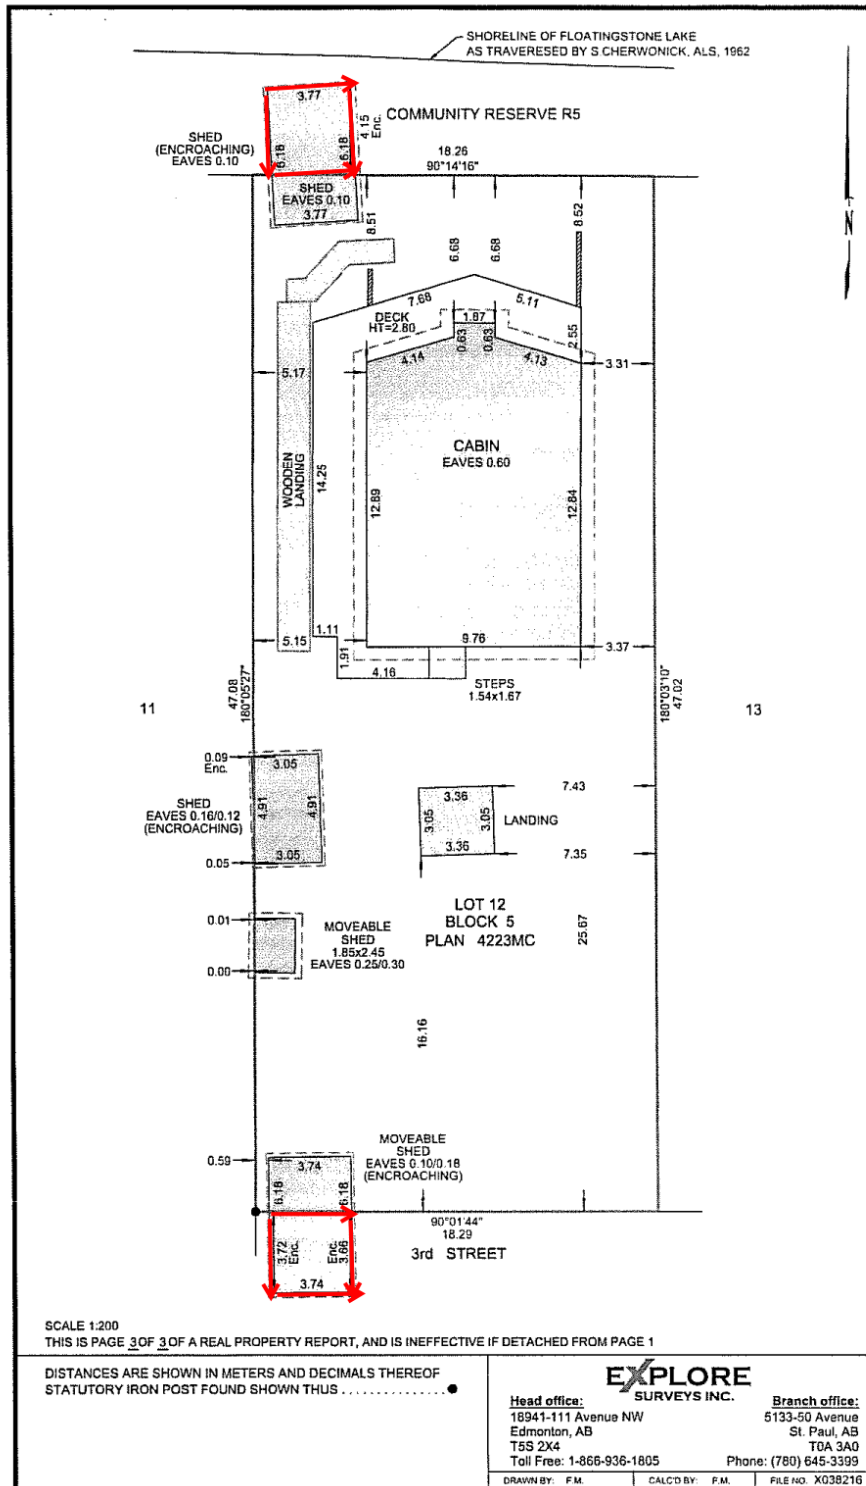 SHORELINE OF FLOATINGSTONE LAKE
AS TRAVERESED BY S CHERWONICK, ALS, 1962
3.77
4.15
Enc.
COMMUNITY RESERVE R5
SHED
(ENCROACHING)
EAVES 0.10
6.18
6.18
18.26
90°14'16"
SHED
EAVES 0.10
3.77
8.51
6.68
6.68
8.52
N
7.68
5.11
DECK
HT=2.80
1.87
0.63
0.63
2.55
4.14
4.13
5.17
3.31
CABIN
EAVES 0.60
WOODEN
LANDING
14.25
12.89
12.84
1.11
5.15
9.76
3.37
1.91
4.16
STEPS
1.54x1.67
47.08
180°05'27"
180°03'10"
47.02
11
13
0.09
Enc.
3.05
SHED
EAVES 0.16/0.12
(ENCROACHING)
4.91
4.91
3.05
0.05
3.36
7.43
3.05
3.05
LANDING
3.36
7.35
LOT 12
BLOCK 5
PLAN 4223MC
25.67
0.01
MOVEABLE
SHED
1.85x2.45
EAVES 0.25/0.30
0.00
16.16
MOVEABLE
SHED
EAVES 0.10/0.18
(ENCROACHING)
0.59
3.74
6.18
6.18
90°01'44"
18.29
3rd STREET
3.72
Enc.
Enc.
3.66
3.74
SCALE 1:200
THIS IS PAGE 3 OF 3 OF A REAL PROPERTY REPORT, AND IS INEFFECTIVE IF DETACHED FROM PAGE 1
DISTANCES ARE SHOWN IN METERS AND DECIMALS THEREOF
STATUTORY IRON POST FOUND SHOWN THUS ...............●
EXPLORE
SURVEYS INC.
Head office:
18941-111 Avenue NW
Edmonton, AB
T5S 2X4
Toll Free: 1-866-936-1805
Branch office:
5133-50 Avenue
St. Paul, AB
T0A 3A0
Phone: (780) 645-3399
DRAWN BY: F.M.
CALC'D BY: F.M.
FILE NO. X038216